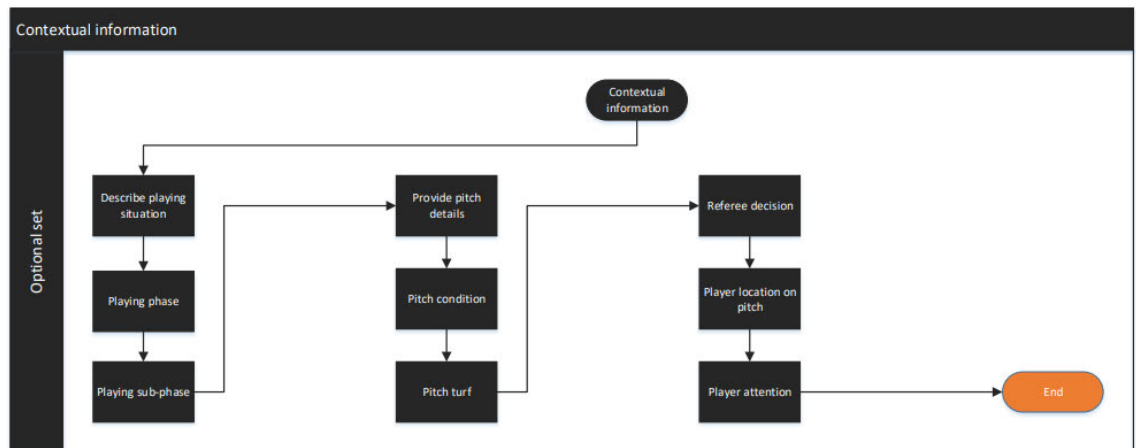 Contextual information
Optional set
Contextual
information
Describe playing
situation
Playing phase
Playing sub-phase
Provide pitch
details
Pitch condition
Pitch turf
Referee decision
Player location on
pitch
Player attention
End